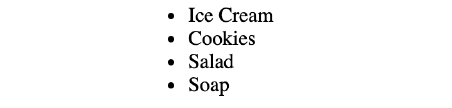 • Ice Cream
• Cookies
• Salad
• Soap